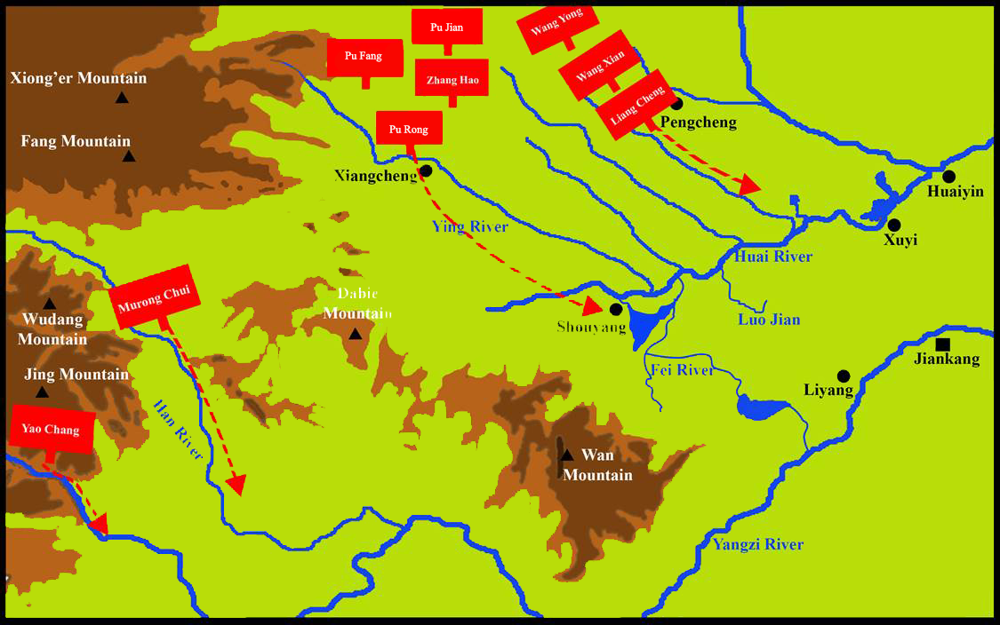 Wang Yong
Pu Jian
Pu Fang
Wang Xian
Zhang Hao
Xiong'er Mountain
Liang Cheng
Pengcheng
Pu Rong
Fang Mountain
Xiangcheng
Huaiyin
Ying River
Xuyi
Huai River
Murong Chui
Dabie
Mountain
Luo Jian
Wudang
Mountain
Shouyang
Jiankang
Fei River
Jing Mountain
Liyang
Yao Chang
Han River
Wan
Mountain
Yangzi River